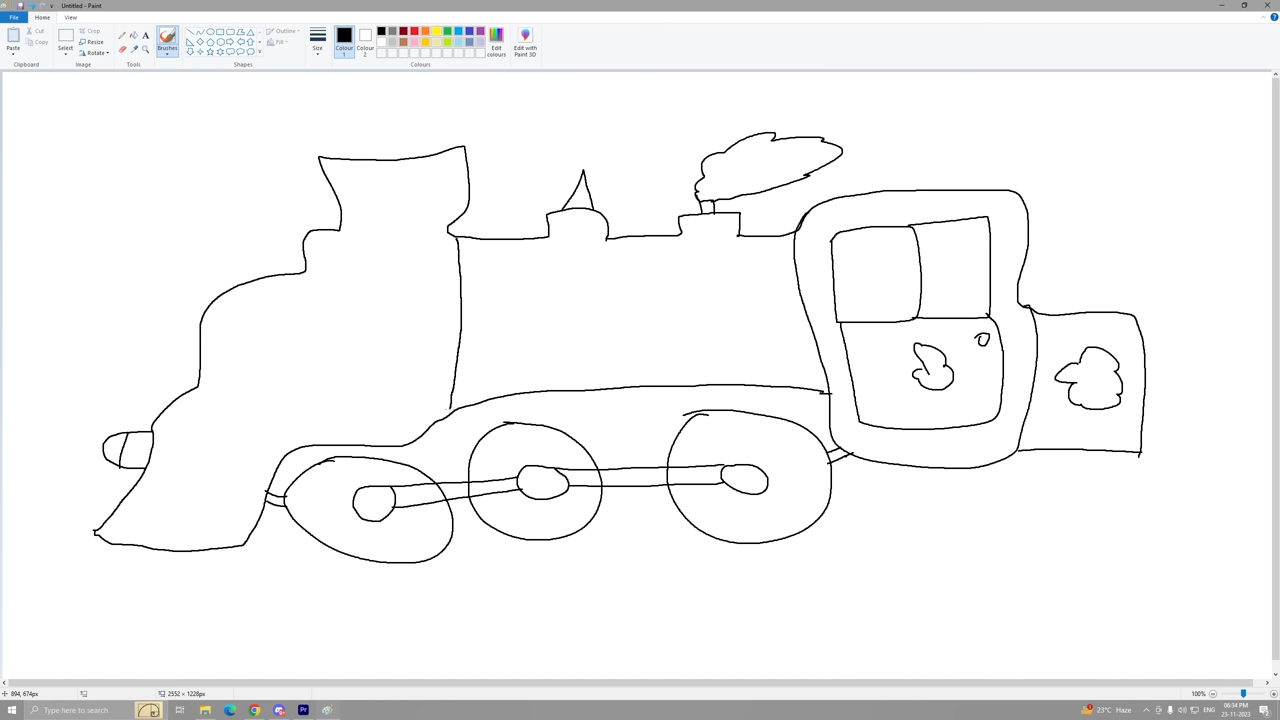 Untitled - Paint
File Home View
Paste
Cut
Copy
Clipboard
Select
Crop
Resize
Rotate
Image
A
Tools
Brushes
Outline
Fill
Shapes
Size
Colour 1
Colour 2
Edit colours
Colours
Edit with Paint 3D
894, 674px
2552 × 1228px
100%
Type here to search
Pr
23°C Haze
ENG
06:34 PM
23-11-2023